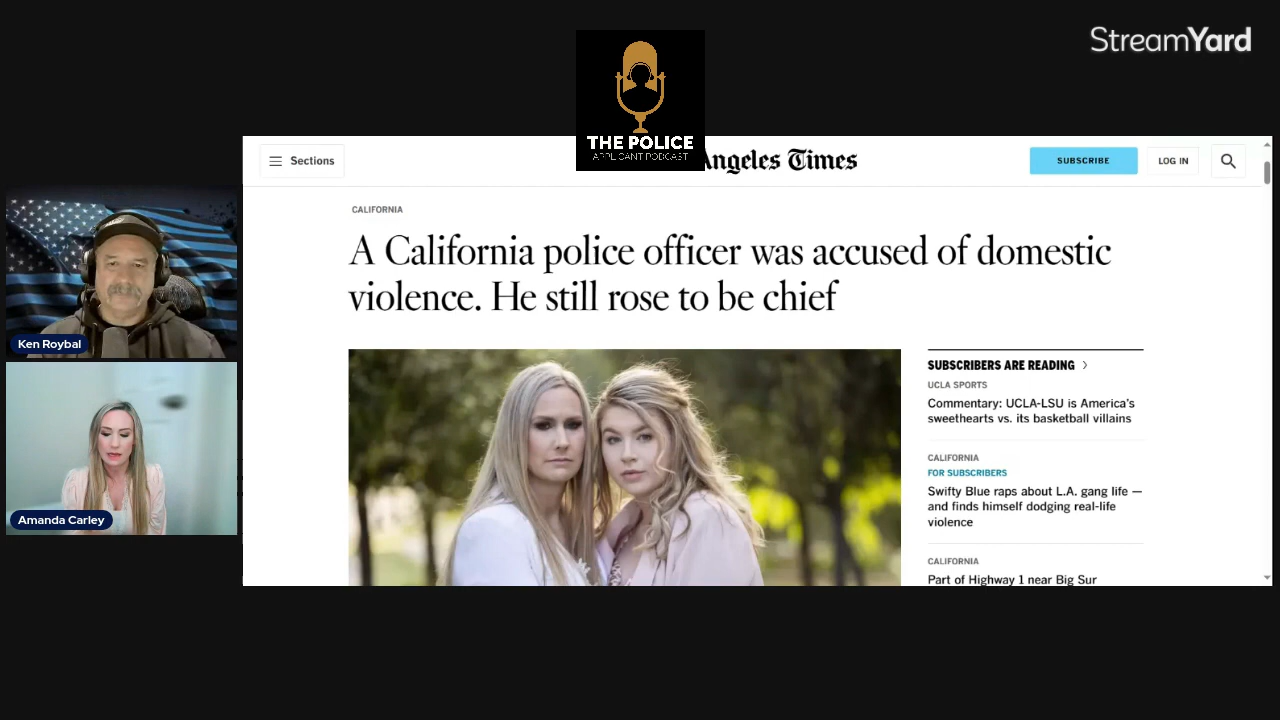 StreamYard
THE POLICE
APPLICANT PODCAST
Sections
Angeles Times
SUBSCRIBE
LOG IN
CALIFORNIA
A California police officer was accused of domestic
violence. He still rose to be chief
SUBSCRIBERS ARE READING
UCLA SPORTS
Commentary: UCLA-LSU is America's
sweethearts vs. its basketball villains
CALIFORNIA
FOR SUBSCRIBERS
Swifty Blue raps about L.A. gang life —
and finds himself dodging real-life
violence
CALIFORNIA
Part of Highway 1 near Big Sur
Ken Roybal
Amanda Carley